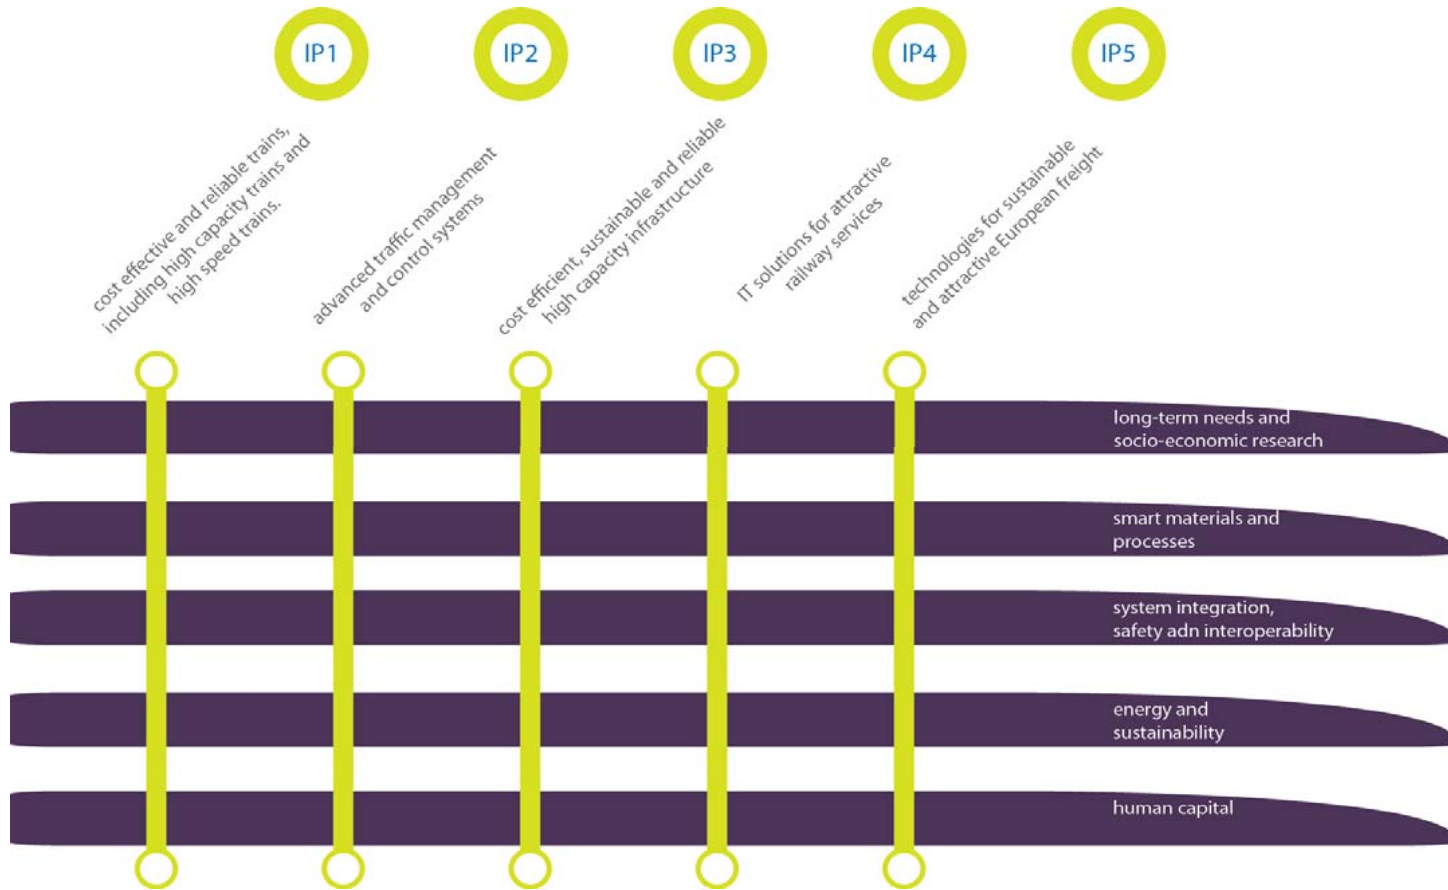 IP1
IP2
IP3
IP4
IP5
cost effective and reliable trains,
including high capacity trains and
high speed trains.
advanced traffic management
and control systems
cost efficient, sustainable and reliable
high capacity infrastructure
IT solutions for attractive
railway services
technologies for sustainable
and attractive European freight
long-term needs and
socio-economic research
smart materials and
processes
system integration,
safety adn interoperability
energy and
sustainability
human capital